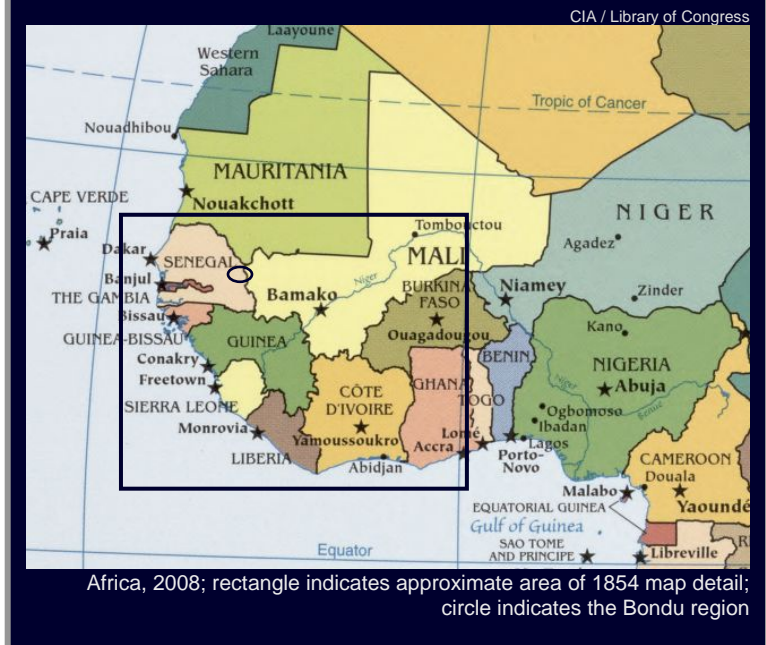 CIA / Library of Congress
Laayoune
Western
Sahara
Tropic of Cancer
Nouadhibou
MAURITANIA
Nouakchott
CAPE VERDE
Praia
NIGER
Tombouctou
Agadez
Dakar
SENEGAL
MALI
Banjul
Niger
BURKINA
FASO
Niamey
Zinder
THE GAMBIA
Bamako
Bissau
Ouagadougou
Kano
GUINEA-BISSAU
GUINEA
BENIN
NIGERIA
Conakry
Abuja
Freetown
CÔTE
D'IVOIRE
GHANA
TOGO
Niger
Benue
SIERRA LEONE
Ogbomoso
Ibadan
Monrovia
Yamoussoukro
Lomé
Lagos
LIBERIA
Accra
Porto-
Novo
CAMEROON
Abidjan
Douala
Malabo
Yaoundé
EQUATORIAL GUINEA
Gulf of Guinea
Equator
SAO TOME
AND PRINCIPE
Libreville
Africa, 2008; rectangle indicates approximate area of 1854 map detail;
circle indicates the Bondu region